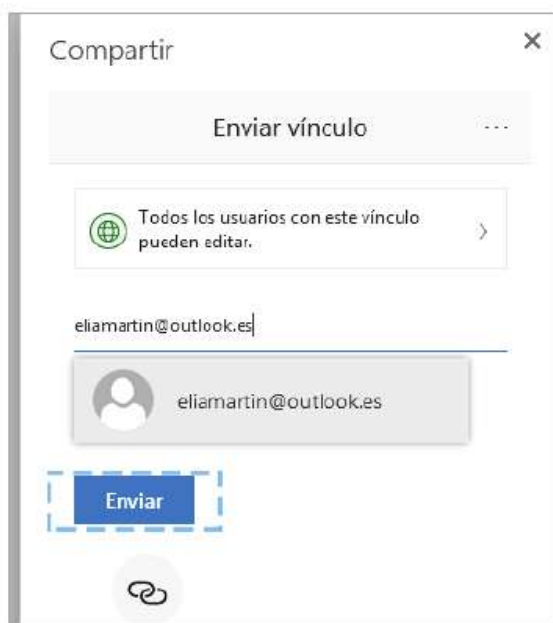 Compartir
Enviar vínculo
Todos los usuarios con este vínculo
pueden editar.
eliamartin@outlook.es
eliamartin@outlook.es
Enviar